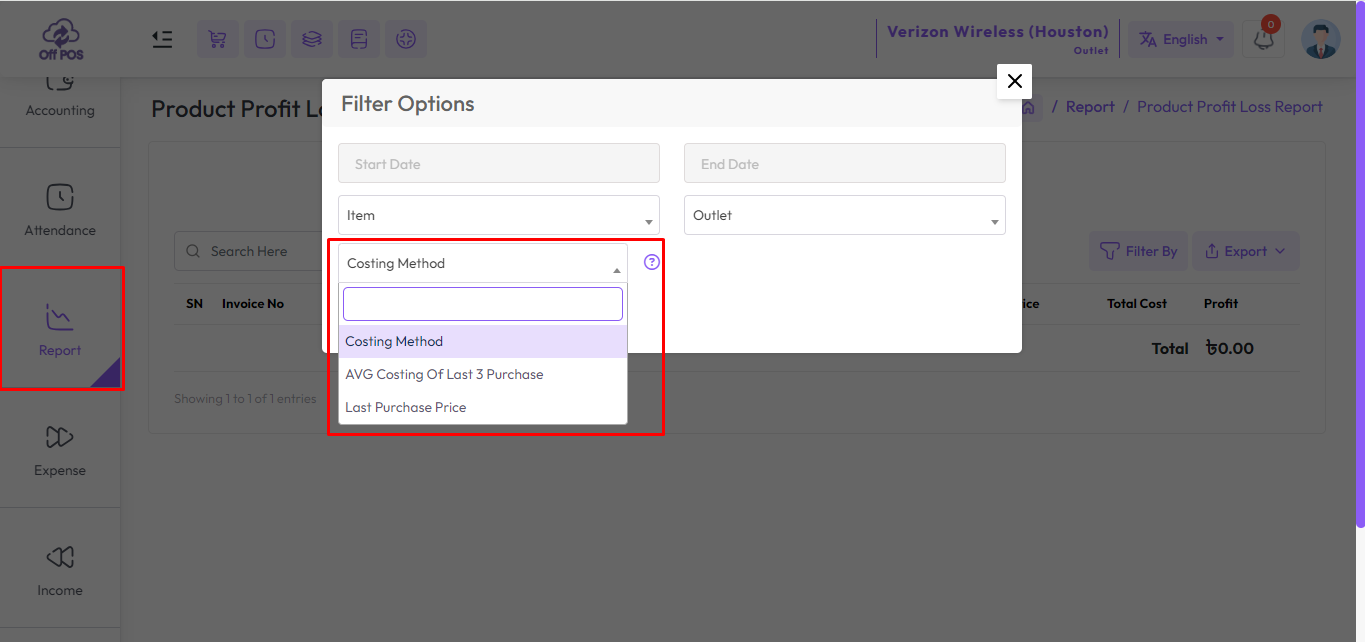 Off POS
Verizon Wireless (Houston)
Outlet
English
0
Accounting
Product Profit Lo
Filter Options
/ Report / Product Profit Loss Report
Start Date
End Date
Item
Outlet
Attendance
Search Here
Costing Method
?
Filter By
Export
SN Invoice No
ice Total Cost Profit
Costing Method
Report
Total ৳0.00
AVG Costing Of Last 3 Purchase
Showing 1 to 1 of 1 entries
Last Purchase Price
Expense
Income